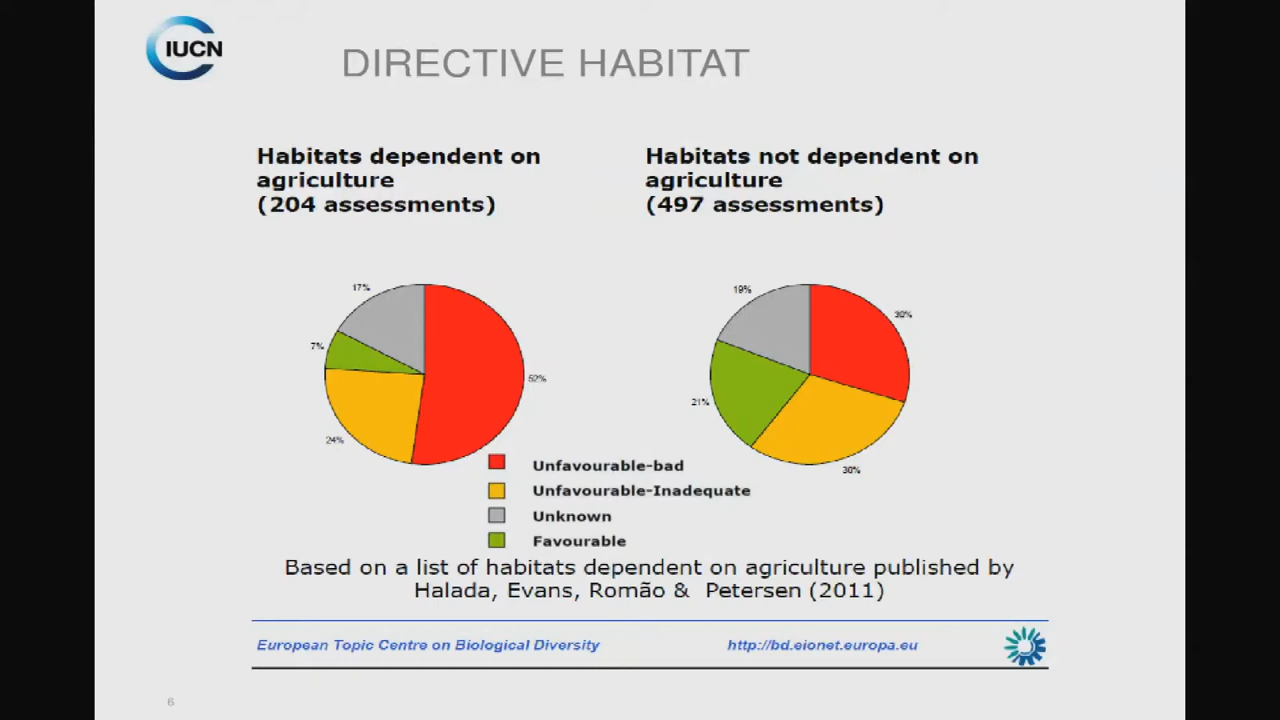 IUCN
DIRECTIVE HABITAT
Habitats dependent on
agriculture
(204 assessments)
Habitats not dependent on
agriculture
(497 assessments)
17%
7%
24%
52%
19%
21%
30%
30%
Unfavourable-bad
Unfavourable-Inadequate
Unknown
Favourable
Based on a list of habitats dependent on agriculture published by
Halada, Evans, Romão & Petersen (2011)
European Topic Centre on Biological Diversity
http://bd.eionet.europa.eu
6